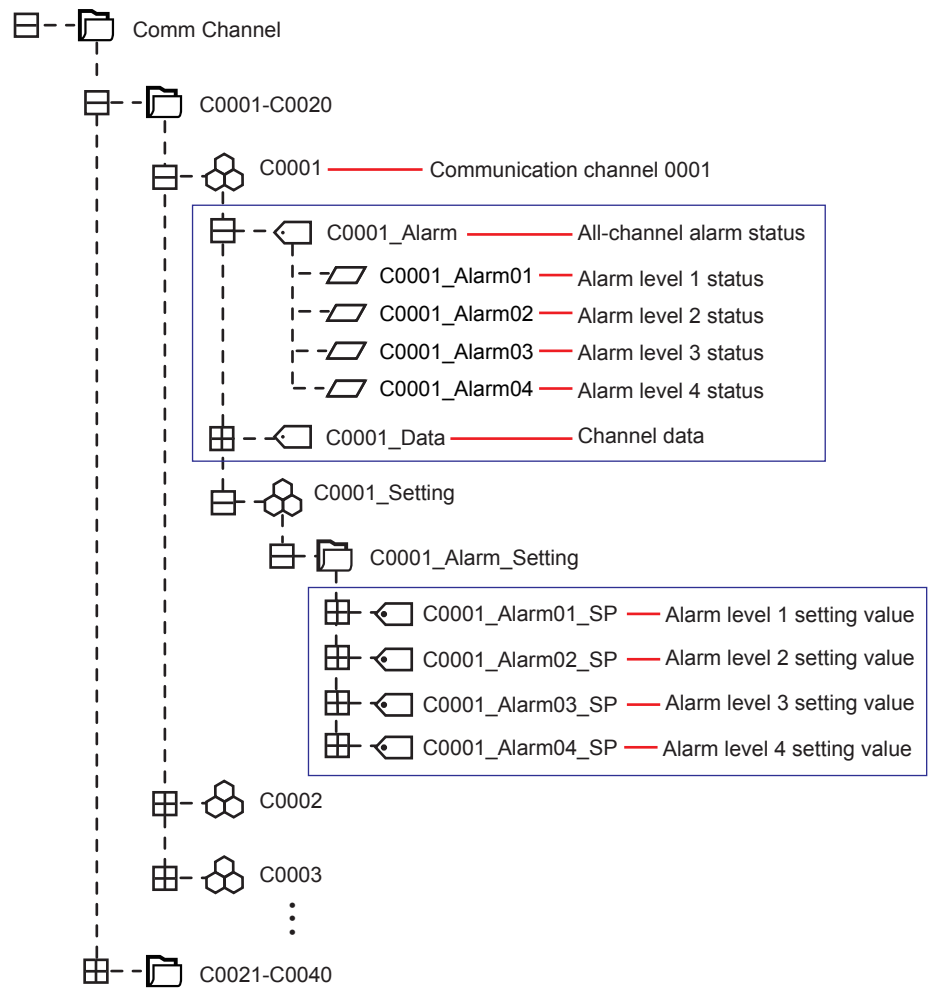 Comm Channel
C0001-C0020
C0001 Communication channel 0001
C0001_Alarm All-channel alarm status
C0001_Alarm01 Alarm level 1 status
C0001_Alarm02 Alarm level 2 status
C0001_Alarm03 Alarm level 3 status
C0001_Alarm04 Alarm level 4 status
C0001_Data Channel data
C0001_Setting
C0001_Alarm_Setting
C0001_Alarm01_SP Alarm level 1 setting value
C0001_Alarm02_SP Alarm level 2 setting value
C0001_Alarm03_SP Alarm level 3 setting value
C0001_Alarm04_SP Alarm level 4 setting value
C0002
C0003
C0021-C0040